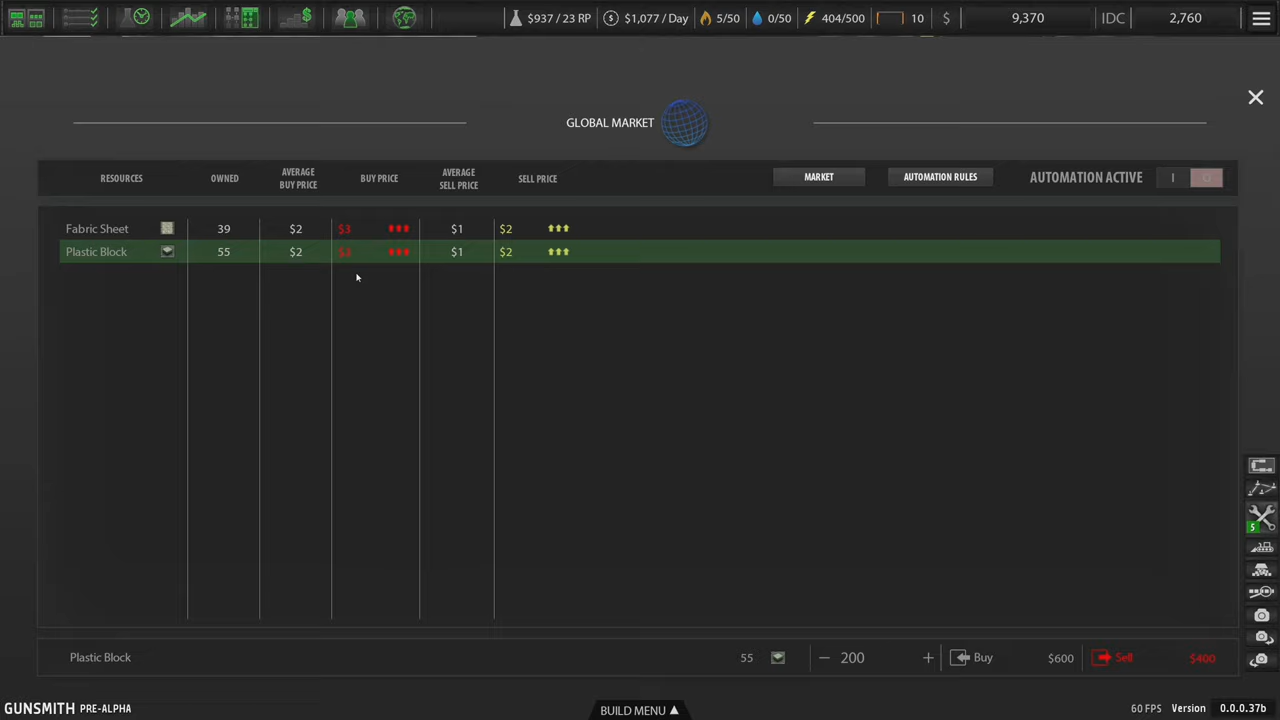 $937 / 23 RP $1,077 / Day 5/50 0/50 404/500 10 $ 9,370 IDC 2,760
GLOBAL MARKET
RESOURCES OWNED AVERAGE BUY PRICE BUY PRICE AVERAGE SELL PRICE SELL PRICE MARKET AUTOMATION RULES AUTOMATION ACTIVE I O
Fabric Sheet 39 $2 $3 $1 $2
Plastic Block 55 $2 $3 $1 $2
5
Plastic Block 55 — 200 + Buy $600 Sell $400
GUNSMITH PRE-ALPHA BUILD MENU ▲ 60 FPS Version 0.0.0.37b